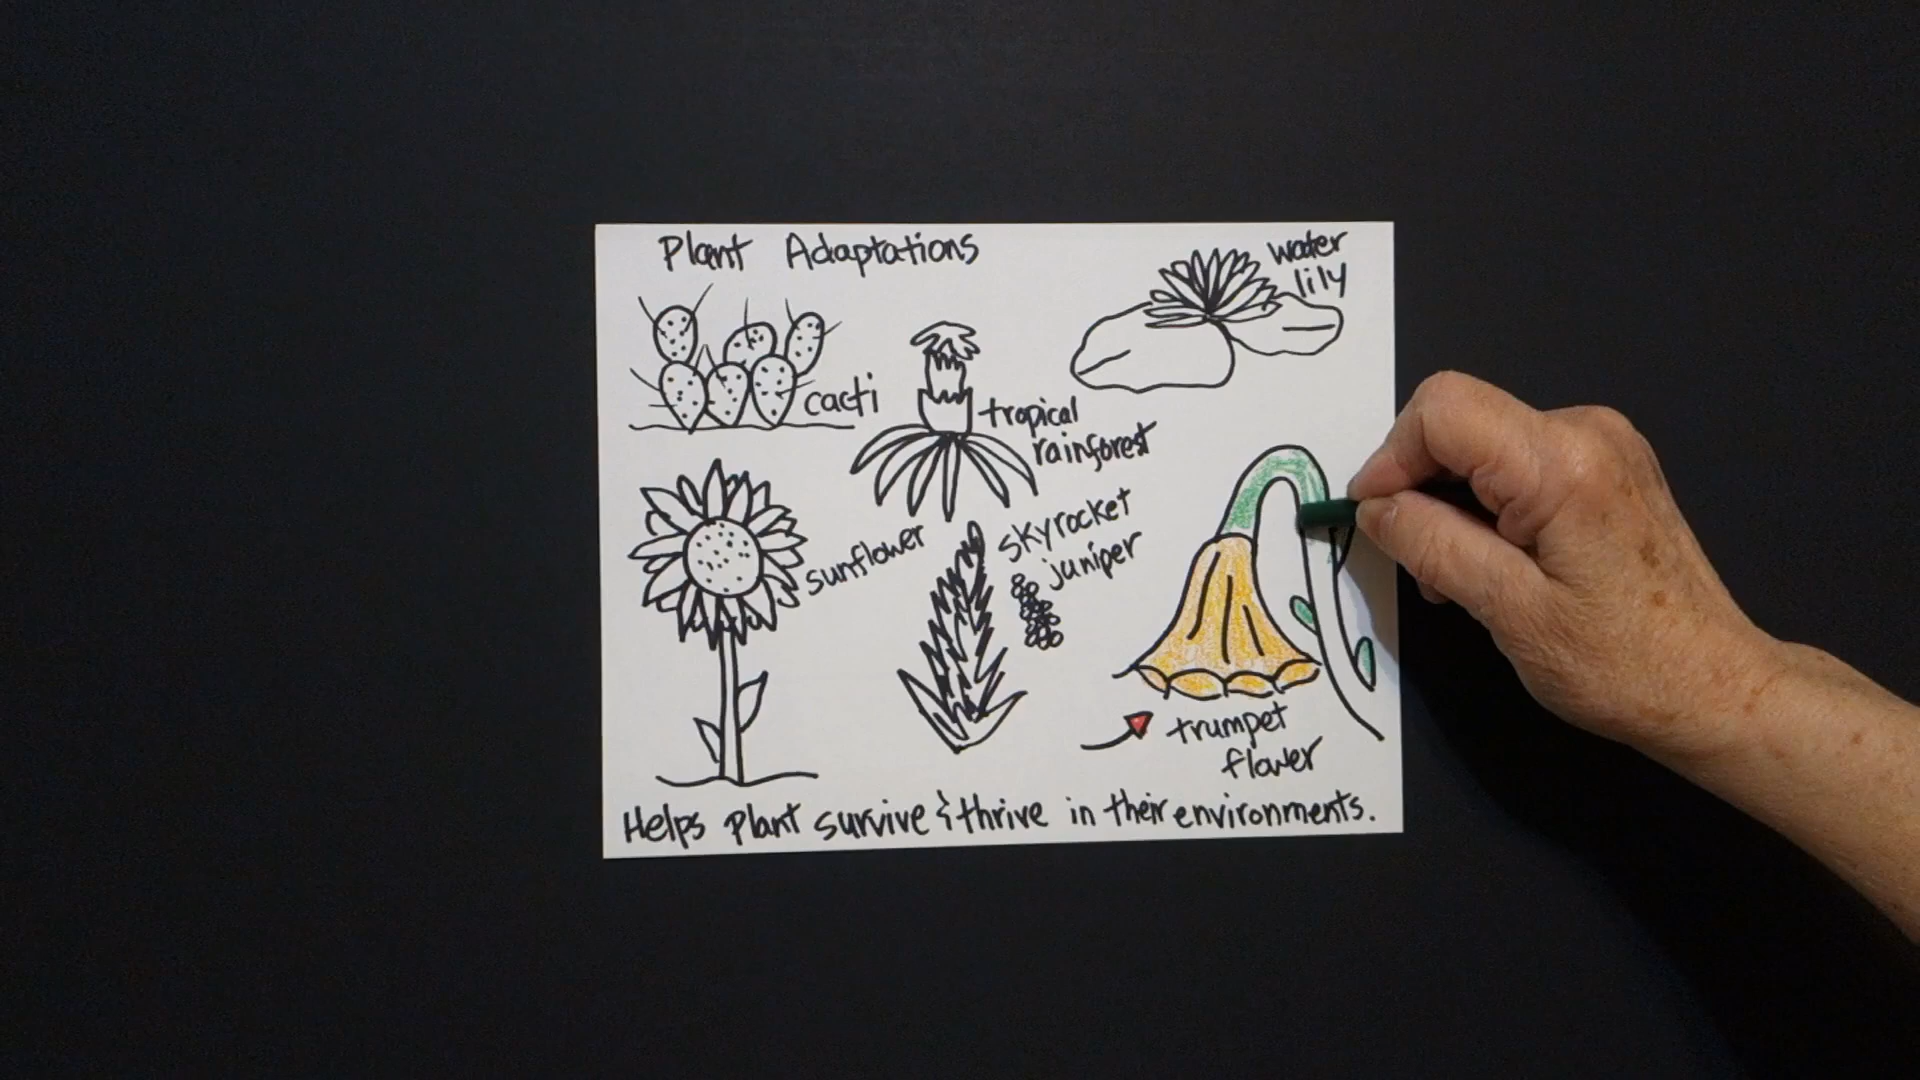 Plant Adaptations
water
lily
cacti
tropical
rainforest
sunflower
skyrocket
juniper
trumpet
flower
Helps plant survive & thrive in their environments.